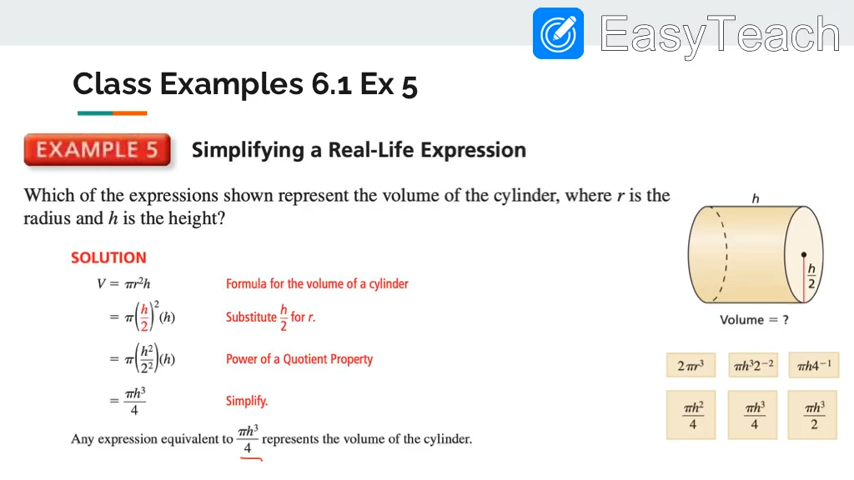 EasyTeach
Class Examples 6.1 Ex 5
EXAMPLE 5 Simplifying a Real-Life Expression
Which of the expressions shown represent the volume of the cylinder, where r is the
radius and h is the height?
SOLUTION
V = πr²h Formula for the volume of a cylinder
= π(h/2)²(h) Substitute h/2 for r.
= π(h²/2²)(h) Power of a Quotient Property
= πh³/4 Simplify.
Any expression equivalent to πh³/4 represents the volume of the cylinder.
h
h/2
Volume = ?
2πr³ πh³2⁻² πh4⁻¹
πh²/4 πh³/4 πh³/2